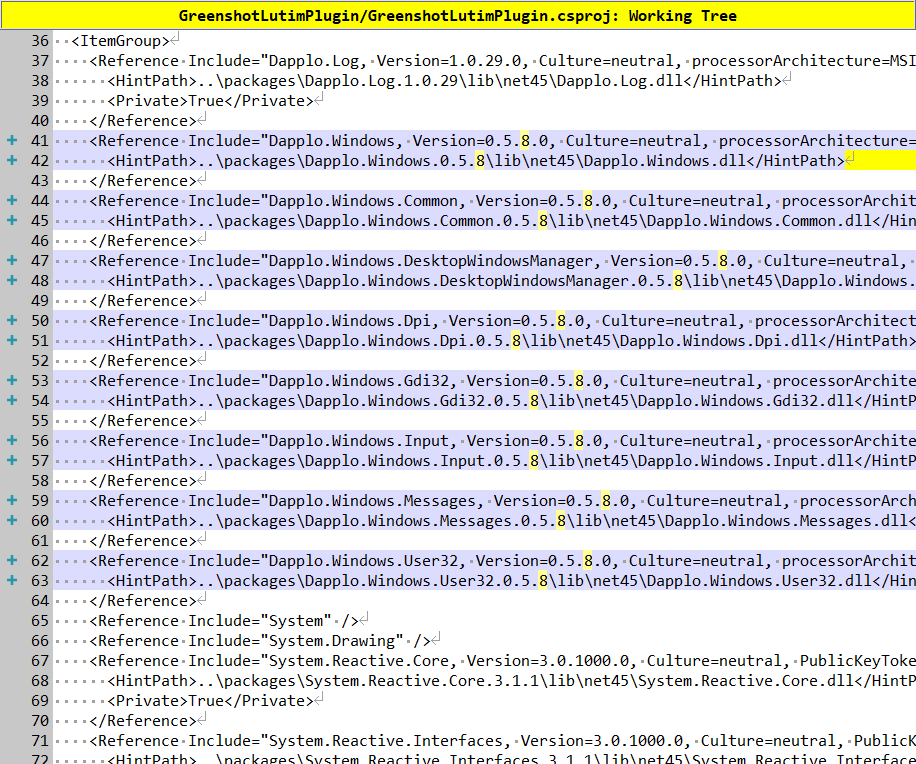 GreenshotLutimPlugin/GreenshotLutimPlugin.csproj: Working Tree
36 <ItemGroup>
37 <Reference Include="Dapplo.Log, Version=1.0.29.0, Culture=neutral, processorArchitecture=MSI
38 <HintPath>..\packages\Dapplo.Log.1.0.29\lib\net45\Dapplo.Log.dll</HintPath>
39 <Private>True</Private>
40 </Reference>
+ 41 <Reference Include="Dapplo.Windows, Version=0.5.8.0, Culture=neutral, processorArchitecture=
+ 42 <HintPath>..\packages\Dapplo.Windows.0.5.8\lib\net45\Dapplo.Windows.dll</HintPath>
43 </Reference>
+ 44 <Reference Include="Dapplo.Windows.Common, Version=0.5.8.0, Culture=neutral, processorArchit
+ 45 <HintPath>..\packages\Dapplo.Windows.Common.0.5.8\lib\net45\Dapplo.Windows.Common.dll</Hin
46 </Reference>
+ 47 <Reference Include="Dapplo.Windows.DesktopWindowsManager, Version=0.5.8.0, Culture=neutral,
+ 48 <HintPath>..\packages\Dapplo.Windows.DesktopWindowsManager.0.5.8\lib\net45\Dapplo.Windows.
49 </Reference>
+ 50 <Reference Include="Dapplo.Windows.Dpi, Version=0.5.8.0, Culture=neutral, processorArchitect
+ 51 <HintPath>..\packages\Dapplo.Windows.Dpi.0.5.8\lib\net45\Dapplo.Windows.Dpi.dll</HintPath>
52 </Reference>
+ 53 <Reference Include="Dapplo.Windows.Gdi32, Version=0.5.8.0, Culture=neutral, processorArchite
+ 54 <HintPath>..\packages\Dapplo.Windows.Gdi32.0.5.8\lib\net45\Dapplo.Windows.Gdi32.dll</HintP
55 </Reference>
+ 56 <Reference Include="Dapplo.Windows.Input, Version=0.5.8.0, Culture=neutral, processorArchite
+ 57 <HintPath>..\packages\Dapplo.Windows.Input.0.5.8\lib\net45\Dapplo.Windows.Input.dll</HintP
58 </Reference>
+ 59 <Reference Include="Dapplo.Windows.Messages, Version=0.5.8.0, Culture=neutral, processorArch
+ 60 <HintPath>..\packages\Dapplo.Windows.Messages.0.5.8\lib\net45\Dapplo.Windows.Messages.dll<
61 </Reference>
+ 62 <Reference Include="Dapplo.Windows.User32, Version=0.5.8.0, Culture=neutral, processorArchit
+ 63 <HintPath>..\packages\Dapplo.Windows.User32.0.5.8\lib\net45\Dapplo.Windows.User32.dll</Hin
64 </Reference>
65 <Reference Include="System" />
66 <Reference Include="System.Drawing" />
67 <Reference Include="System.Reactive.Core, Version=3.0.1000.0, Culture=neutral, PublicKeyToke
68 <HintPath>..\packages\System.Reactive.Core.3.1.1\lib\net45\System.Reactive.Core.dll</HintP
69 <Private>True</Private>
70 </Reference>
71 <Reference Include="System.Reactive.Interfaces, Version=3.0.1000.0, Culture=neutral, PublicK
72 <HintPath>..\packages\System.Reactive.Interfaces.3.1.1\lib\net45\System.Reactive.Interface